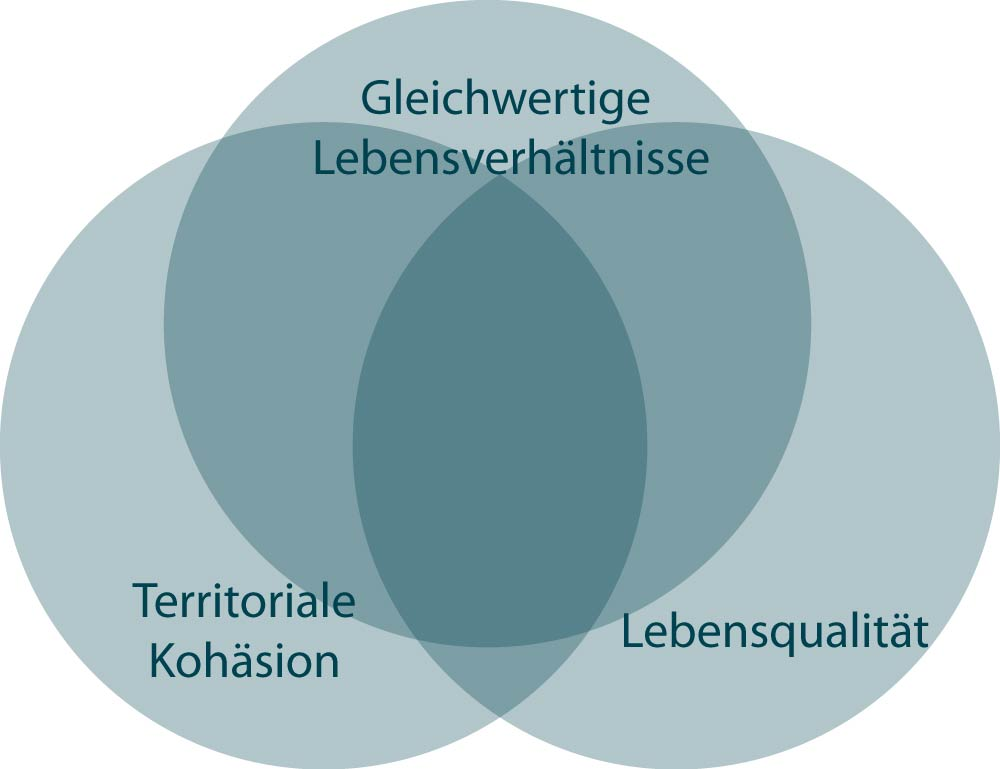 Gleichwertige
Lebensverhältnisse
Territoriale
Kohäsion
Lebensqualität